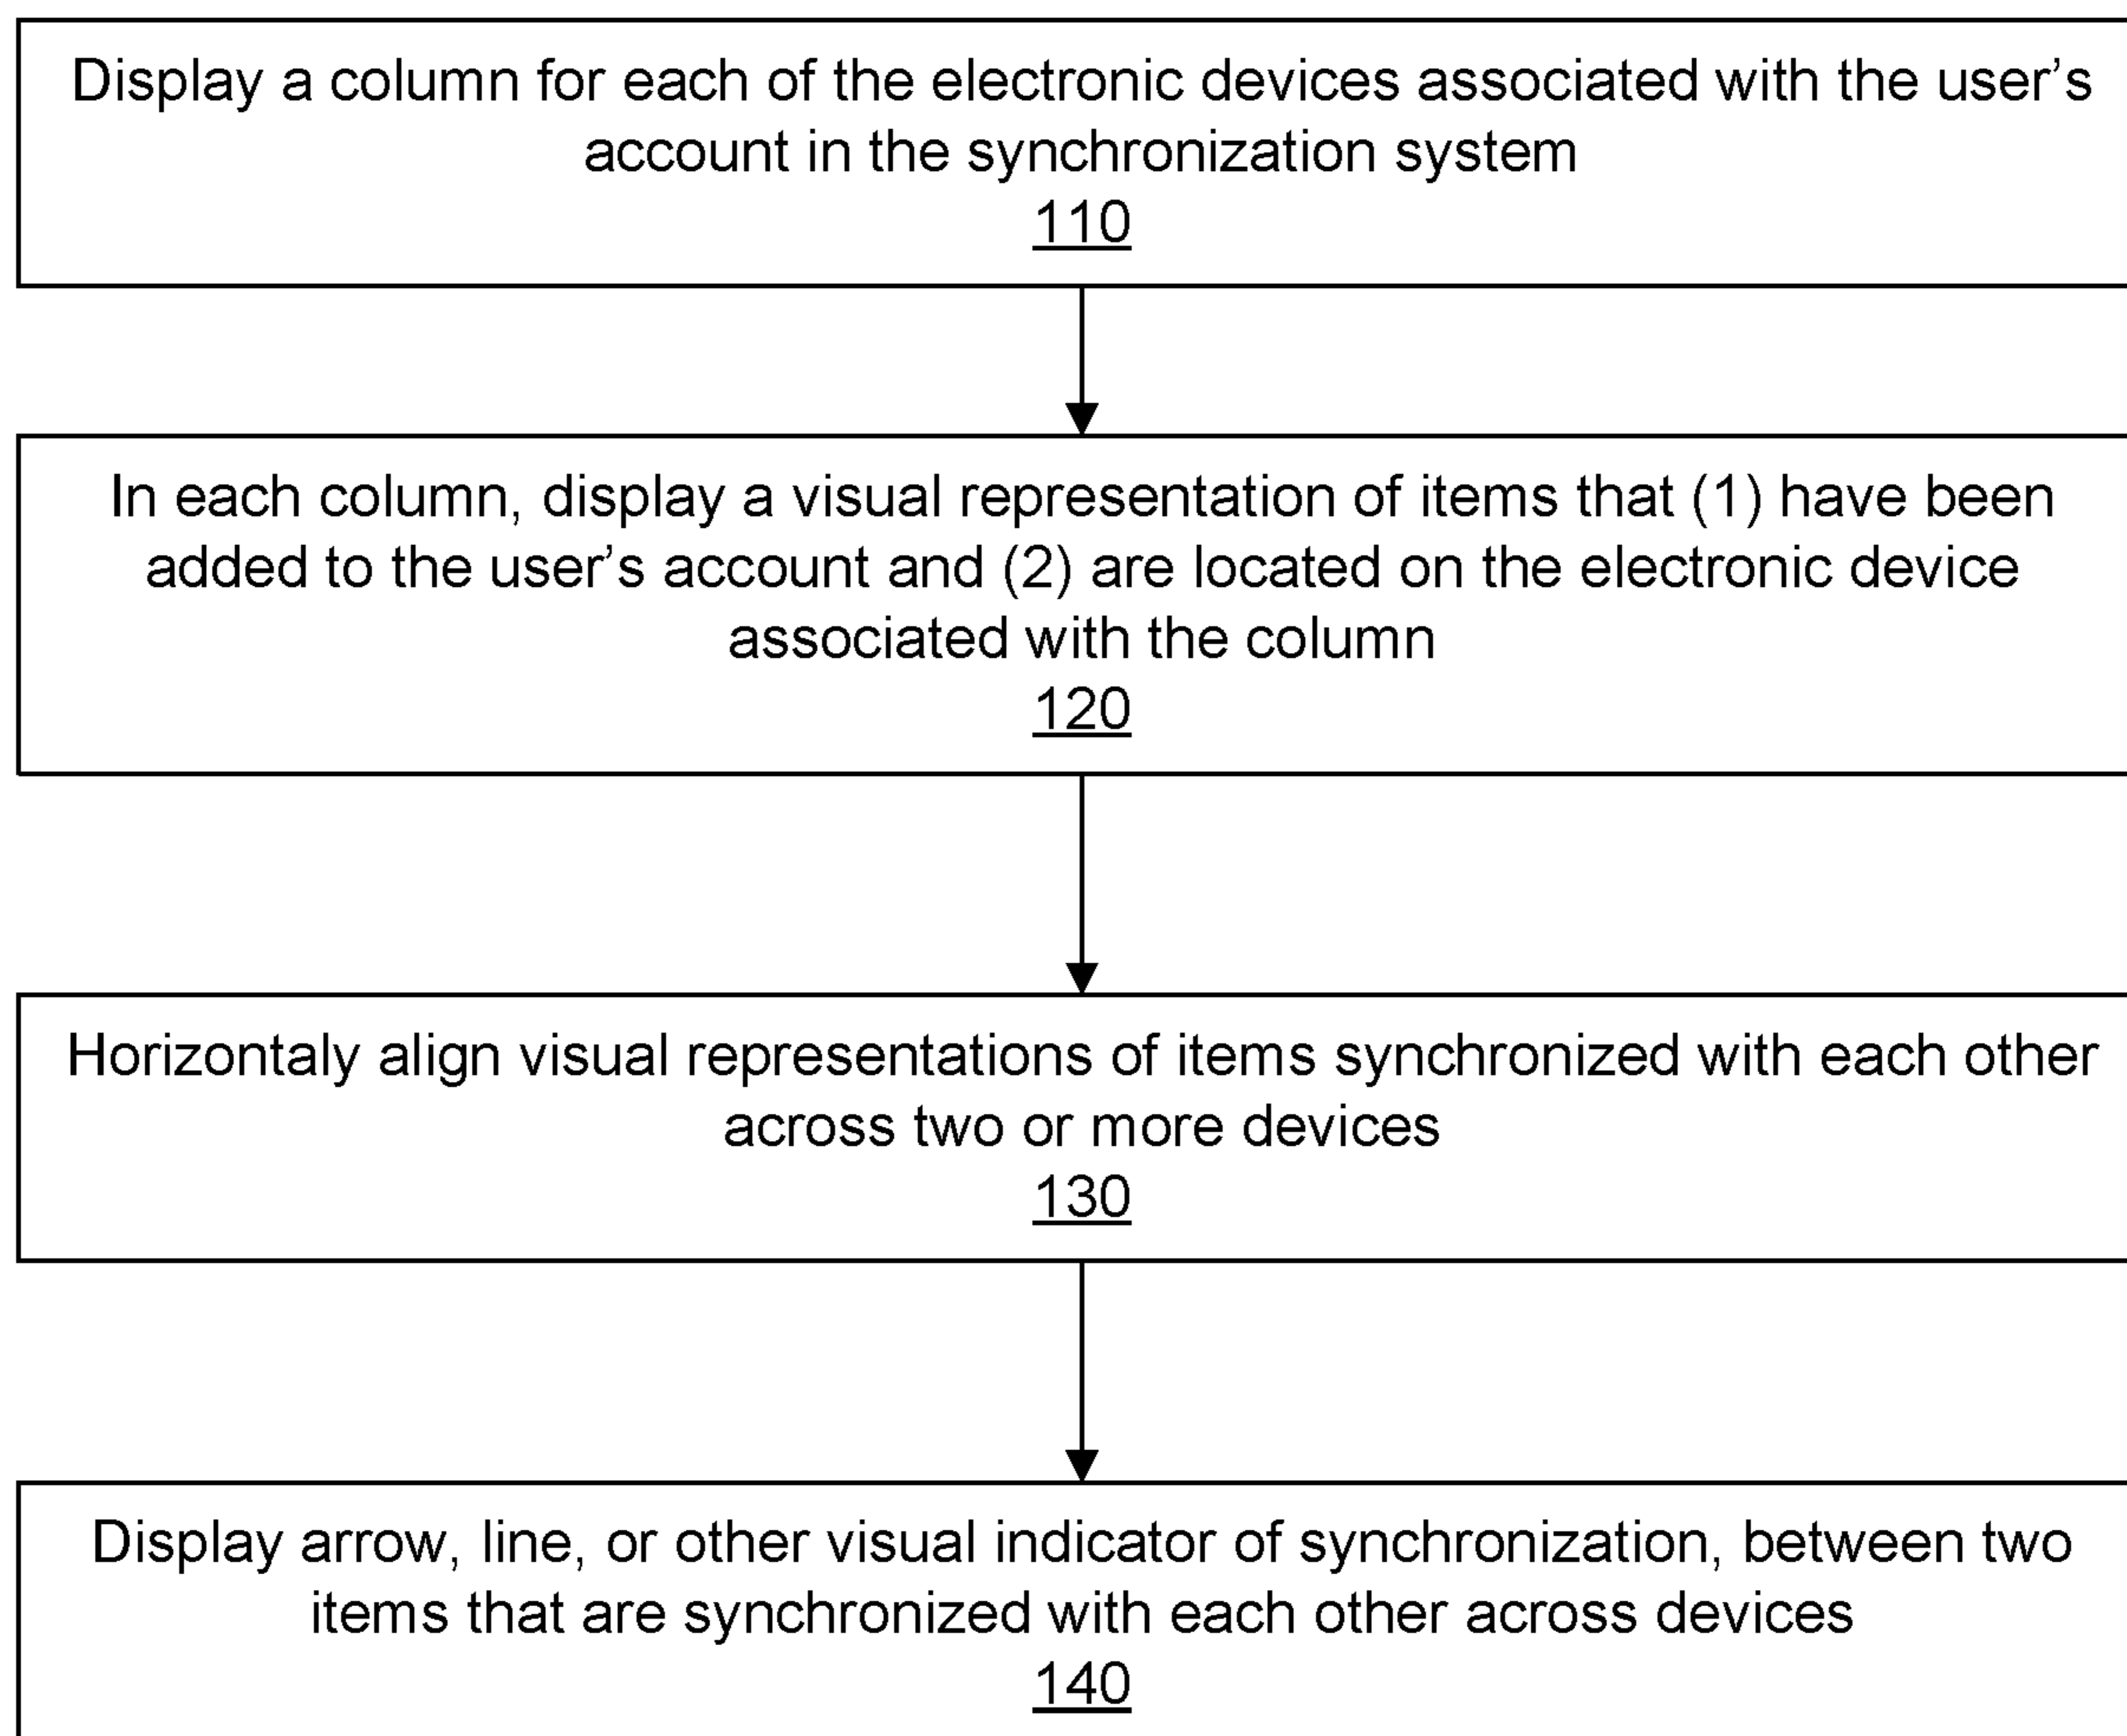 Display a column for each of the electronic devices associated with the user’s
account in the synchronization system
110
In each column, display a visual representation of items that (1) have been
added to the user’s account and (2) are located on the electronic device
associated with the column
120
Horizontaly align visual representations of items synchronized with each other
across two or more devices
130
Display arrow, line, or other visual indicator of synchronization, between two
items that are synchronized with each other across devices
140